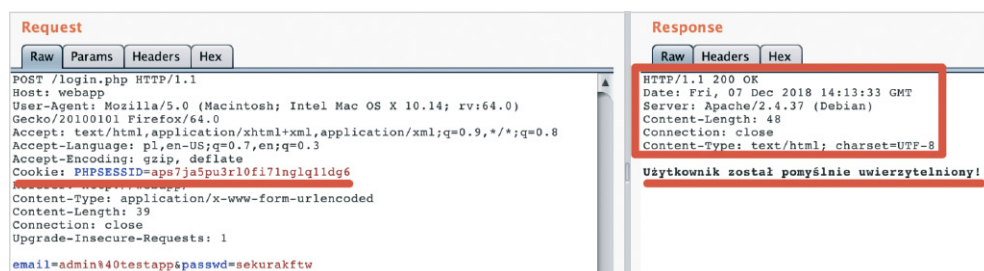 Request
Raw Params Headers Hex
POST /login.php HTTP/1.1
Host: webapp
User-Agent: Mozilla/5.0 (Macintosh; Intel Mac OS X 10.14; rv:64.0)
Gecko/20100101 Firefox/64.0
Accept: text/html,application/xhtml+xml,application/xml;q=0.9,*/*;q=0.8
Accept-Language: pl,en-US;q=0.7,en;q=0.3
Accept-Encoding: gzip, deflate
Cookie: PHPSESSID=aps7ja5pu3rl0fi71nglq11dg6
Content-Type: application/x-www-form-urlencoded
Content-Length: 39
Connection: close
Upgrade-Insecure-Requests: 1
email=admin%40testapp&passwd=sekurakftw
Response
Raw Headers Hex
HTTP/1.1 200 OK
Date: Fri, 07 Dec 2018 14:13:33 GMT
Server: Apache/2.4.37 (Debian)
Content-Length: 48
Connection: close
Content-Type: text/html; charset=UTF-8
Użytkownik został pomyślnie uwierzytelniony!